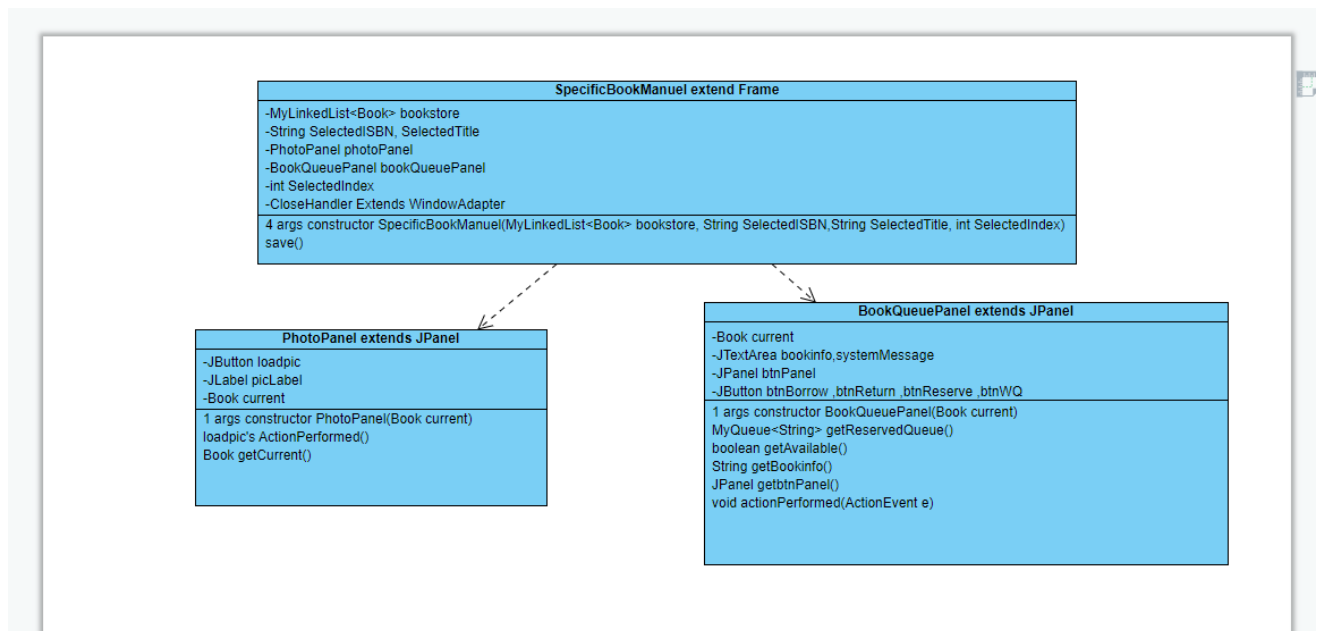 SpecificBookManuel extend Frame
-MyLinkedList<Book> bookstore
-String SelectedISBN, SelectedTitle
-PhotoPanel photoPanel
-BookQueuePanel bookQueuePanel
-int SelectedIndex
-CloseHandler Extends WindowAdapter
4 args constructor SpecificBookManuel(MyLinkedList<Book> bookstore, String SelectedISBN,String SelectedTitle, int SelectedIndex)
save()
PhotoPanel extends JPanel
-JButton loadpic
-JLabel picLabel
-Book current
1 args constructor PhotoPanel(Book current)
loadpic's ActionPerformed()
Book getCurrent()
BookQueuePanel extends JPanel
-Book current
-JTextArea bookinfo,systemMessage
-JPanel btnPanel
-JButton btnBorrow ,btnReturn ,btnReserve ,btnWQ
1 args constructor BookQueuePanel(Book current)
MyQueue<String> getReservedQueue()
boolean getAvailable()
String getBookinfo()
JPanel getbtnPanel()
void actionPerformed(ActionEvent e)